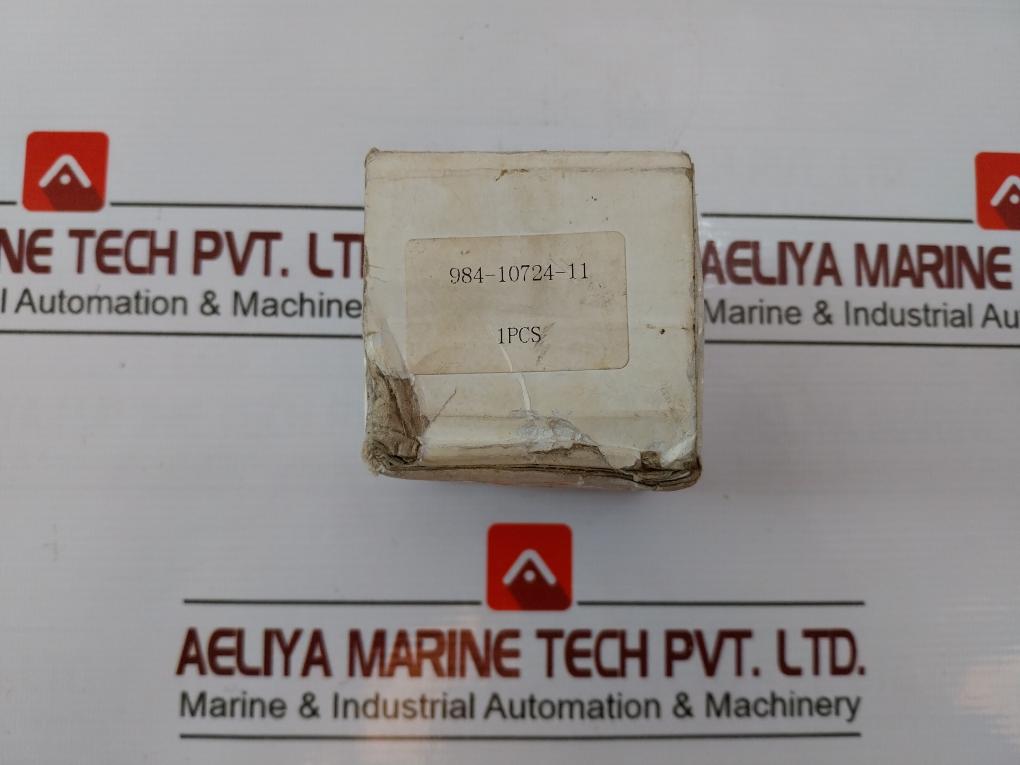 NE TECH PVT. LT
l Automation & Machine
AELIYA MARINE
Marine & Industrial Au
984-10724-11
1PCS
AELIYA MARINE TECH PVT. LTD.
Marine & Industrial Automation & Machinery